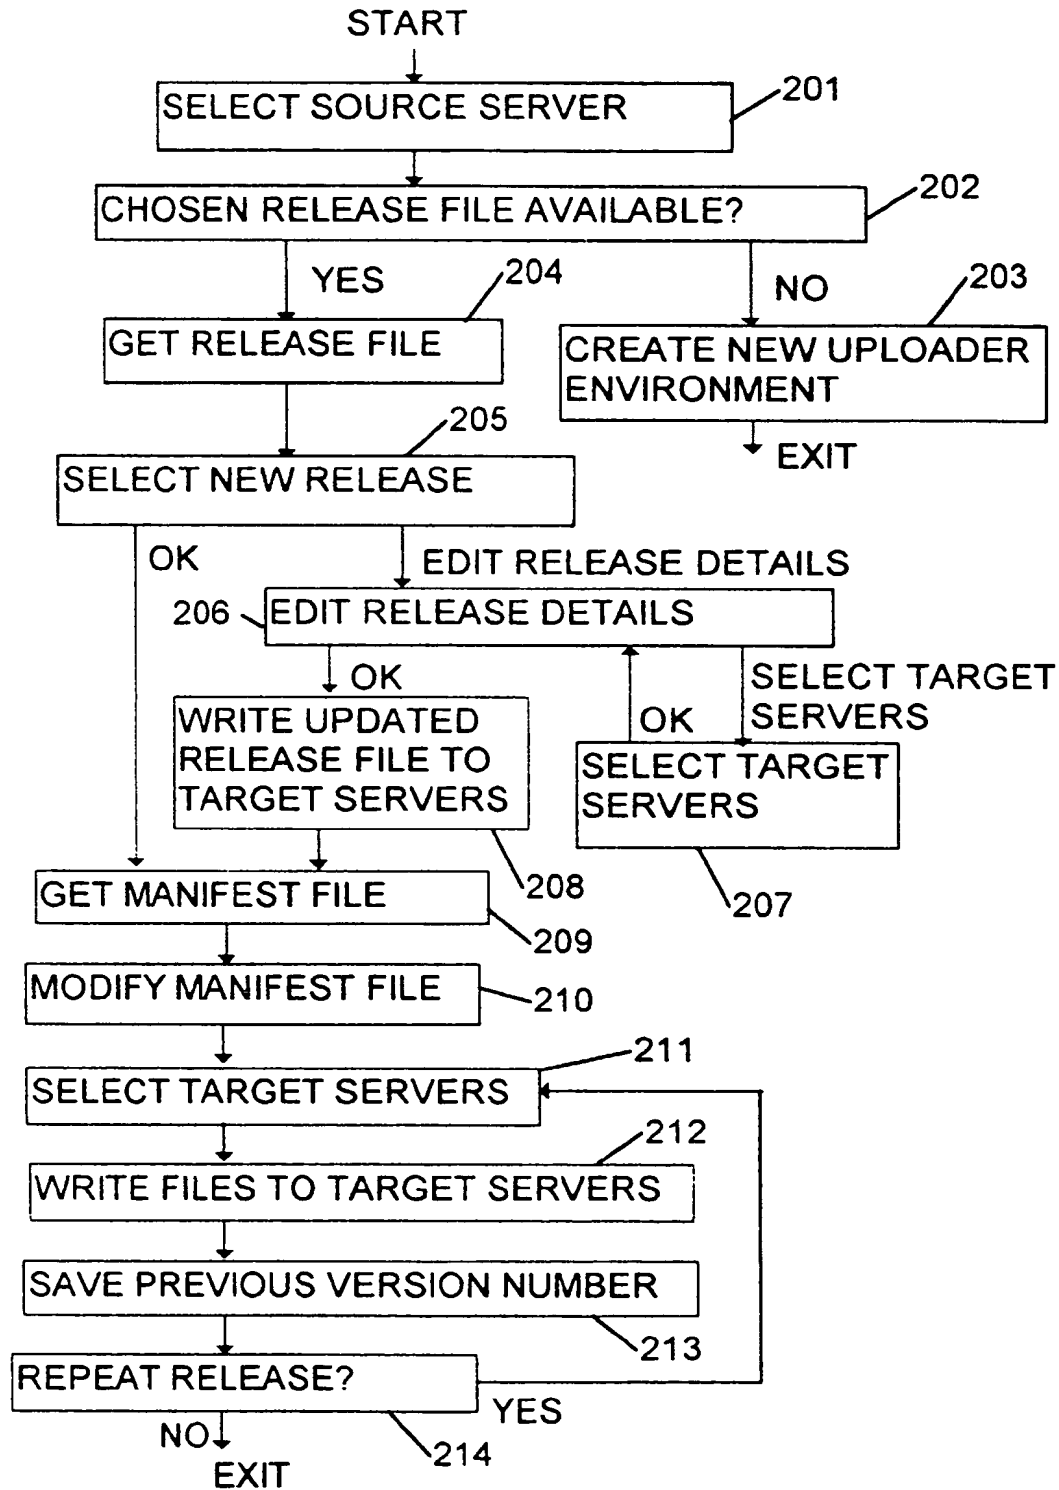 START
SELECT SOURCE SERVER
201
CHOSEN RELEASE FILE AVAILABLE?
202
YES
204
NO
203
GET RELEASE FILE
CREATE NEW UPLOADER
ENVIRONMENT
205
EXIT
SELECT NEW RELEASE
OK
EDIT RELEASE DETAILS
206
EDIT RELEASE DETAILS
OK
SELECT TARGET
SERVERS
OK
WRITE UPDATED
RELEASE FILE TO
TARGET SERVERS
SELECT TARGET
SERVERS
208
207
GET MANIFEST FILE
209
MODIFY MANIFEST FILE
210
211
SELECT TARGET SERVERS
212
WRITE FILES TO TARGET SERVERS
SAVE PREVIOUS VERSION NUMBER
213
REPEAT RELEASE?
YES
NO
214
EXIT